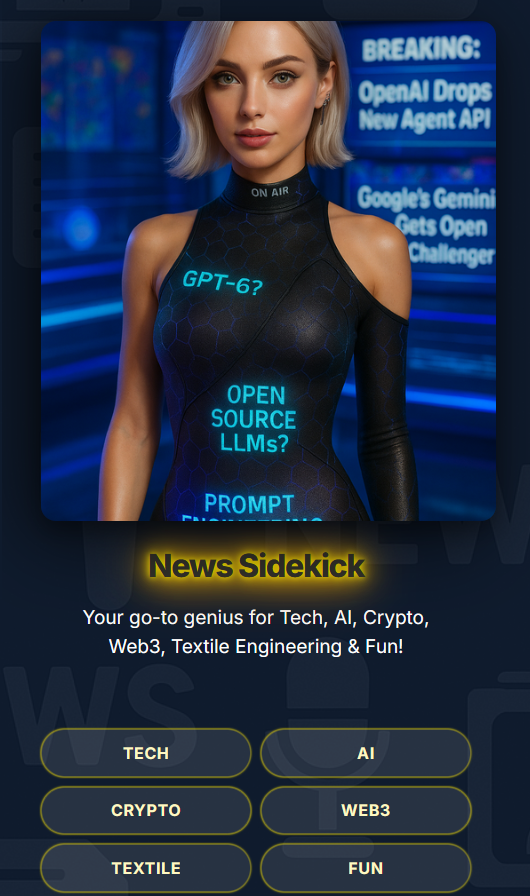 BREAKING:
OpenAI Drops
New Agent API
ON AIR
Google's Gemini
Gets Open
Challenger
GPT-6?
OPEN
SOURCE
LLMs?
PROMPT
ENGINEERING
News Sidekick
Your go-to genius for Tech, AI, Crypto,
Web3, Textile Engineering & Fun!
TECH
AI
CRYPTO
WEB3
TEXTILE
FUN